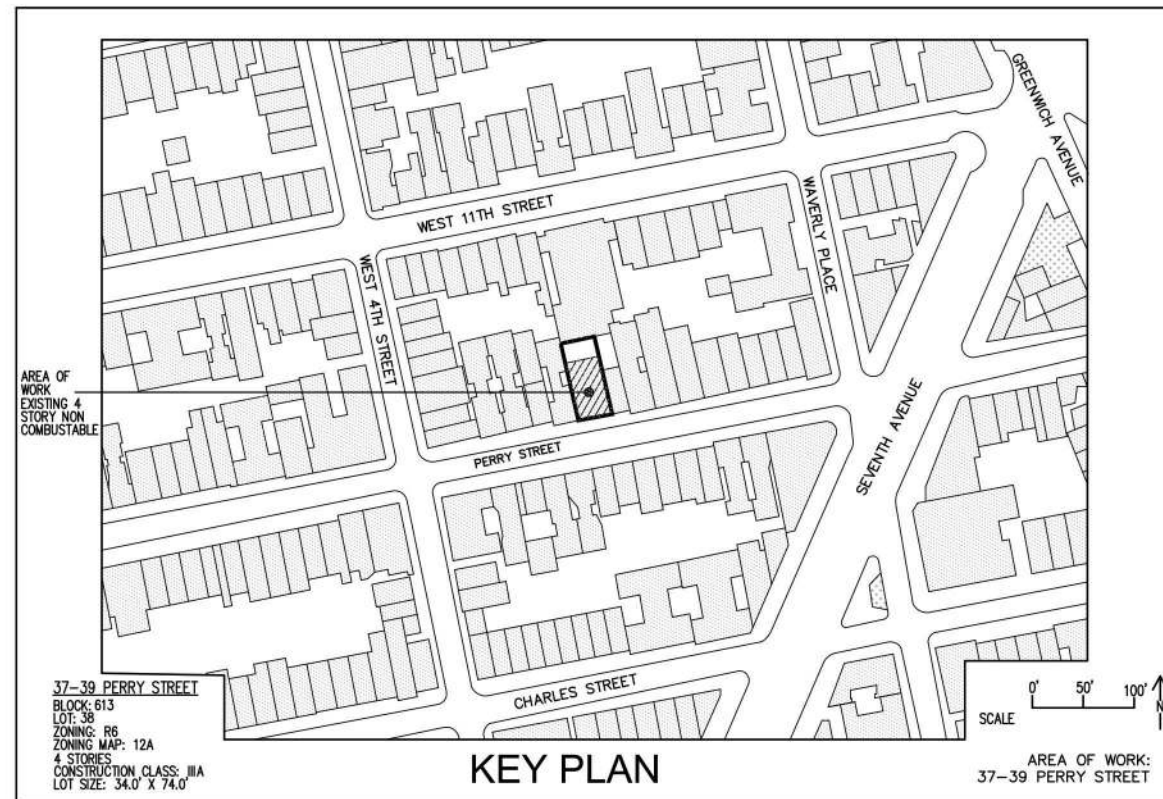 GREENWICH AVENUE
WEST 11TH STREET
WAVERLY PLACE
WEST 4TH STREET
AREA OF
WORK
EXISTING 4
STORY NON
COMBUSTABLE
PERRY STREET
SEVENTH AVENUE
CHARLES STREET
37-39 PERRY STREET
BLOCK: 613
LOT: 38
ZONING: R6
ZONING MAP: 12A
4 STORIES
CONSTRUCTION CLASS: IIIA
LOT SIZE: 34.0' X 74.0'
KEY PLAN
0' 50' 100'
SCALE
N
AREA OF WORK:
37-39 PERRY STREET